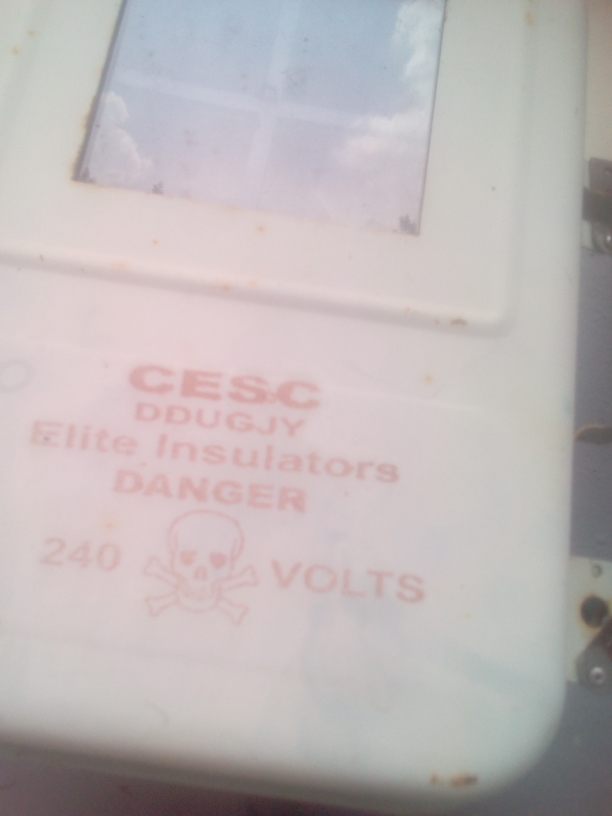 CESC
DDUGJY
Elite Insulators
DANGER
240 VOLTS